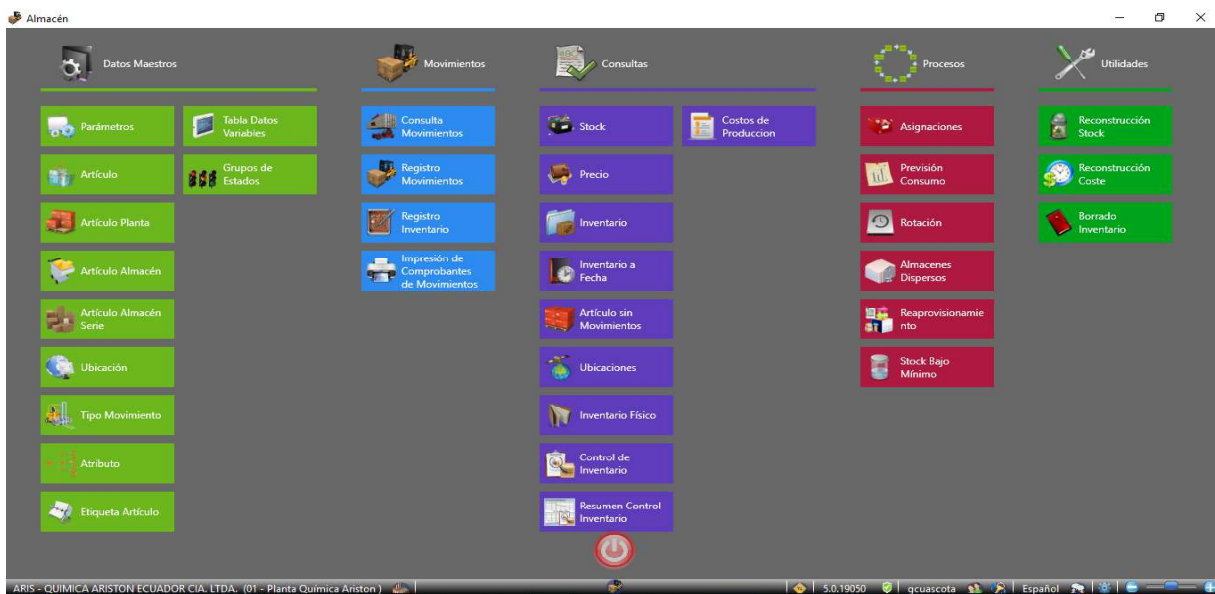 Almacén
Datos Maestros
Movimientos
Consultas
Procesos
Utilidades
Parámetros
Tabla Datos
Variables
Consulta
Movimientos
Stock
Costos de
Produccion
Asignaciones
Reconstrucción
Stock
Artículo
Grupos de
Estados
Registro
Movimientos
Precio
Previsión
Consumo
Reconstrucción
Coste
Artículo Planta
Registro
Inventario
Inventario
Rotación
Borrado
Inventario
Artículo Almacén
Impresión de
Comprobantes
de Movimientos
Inventario a
Fecha
Almacenes
Dispersos
Artículo Almacén
Serie
Artículo sin
Movimientos
Reaprovisionamie
nto
Ubicación
Ubicaciones
Stock Bajo
Mínimo
Tipo Movimiento
Inventario Físico
Atributo
Control de
Inventario
Etiqueta Artículo
Resumen Control
Inventario
ARIS - QUIMICA ARISTON ECUADOR CIA. LTDA. (01 - Planta Química Ariston )
5.0.19050
gcuascota
Español